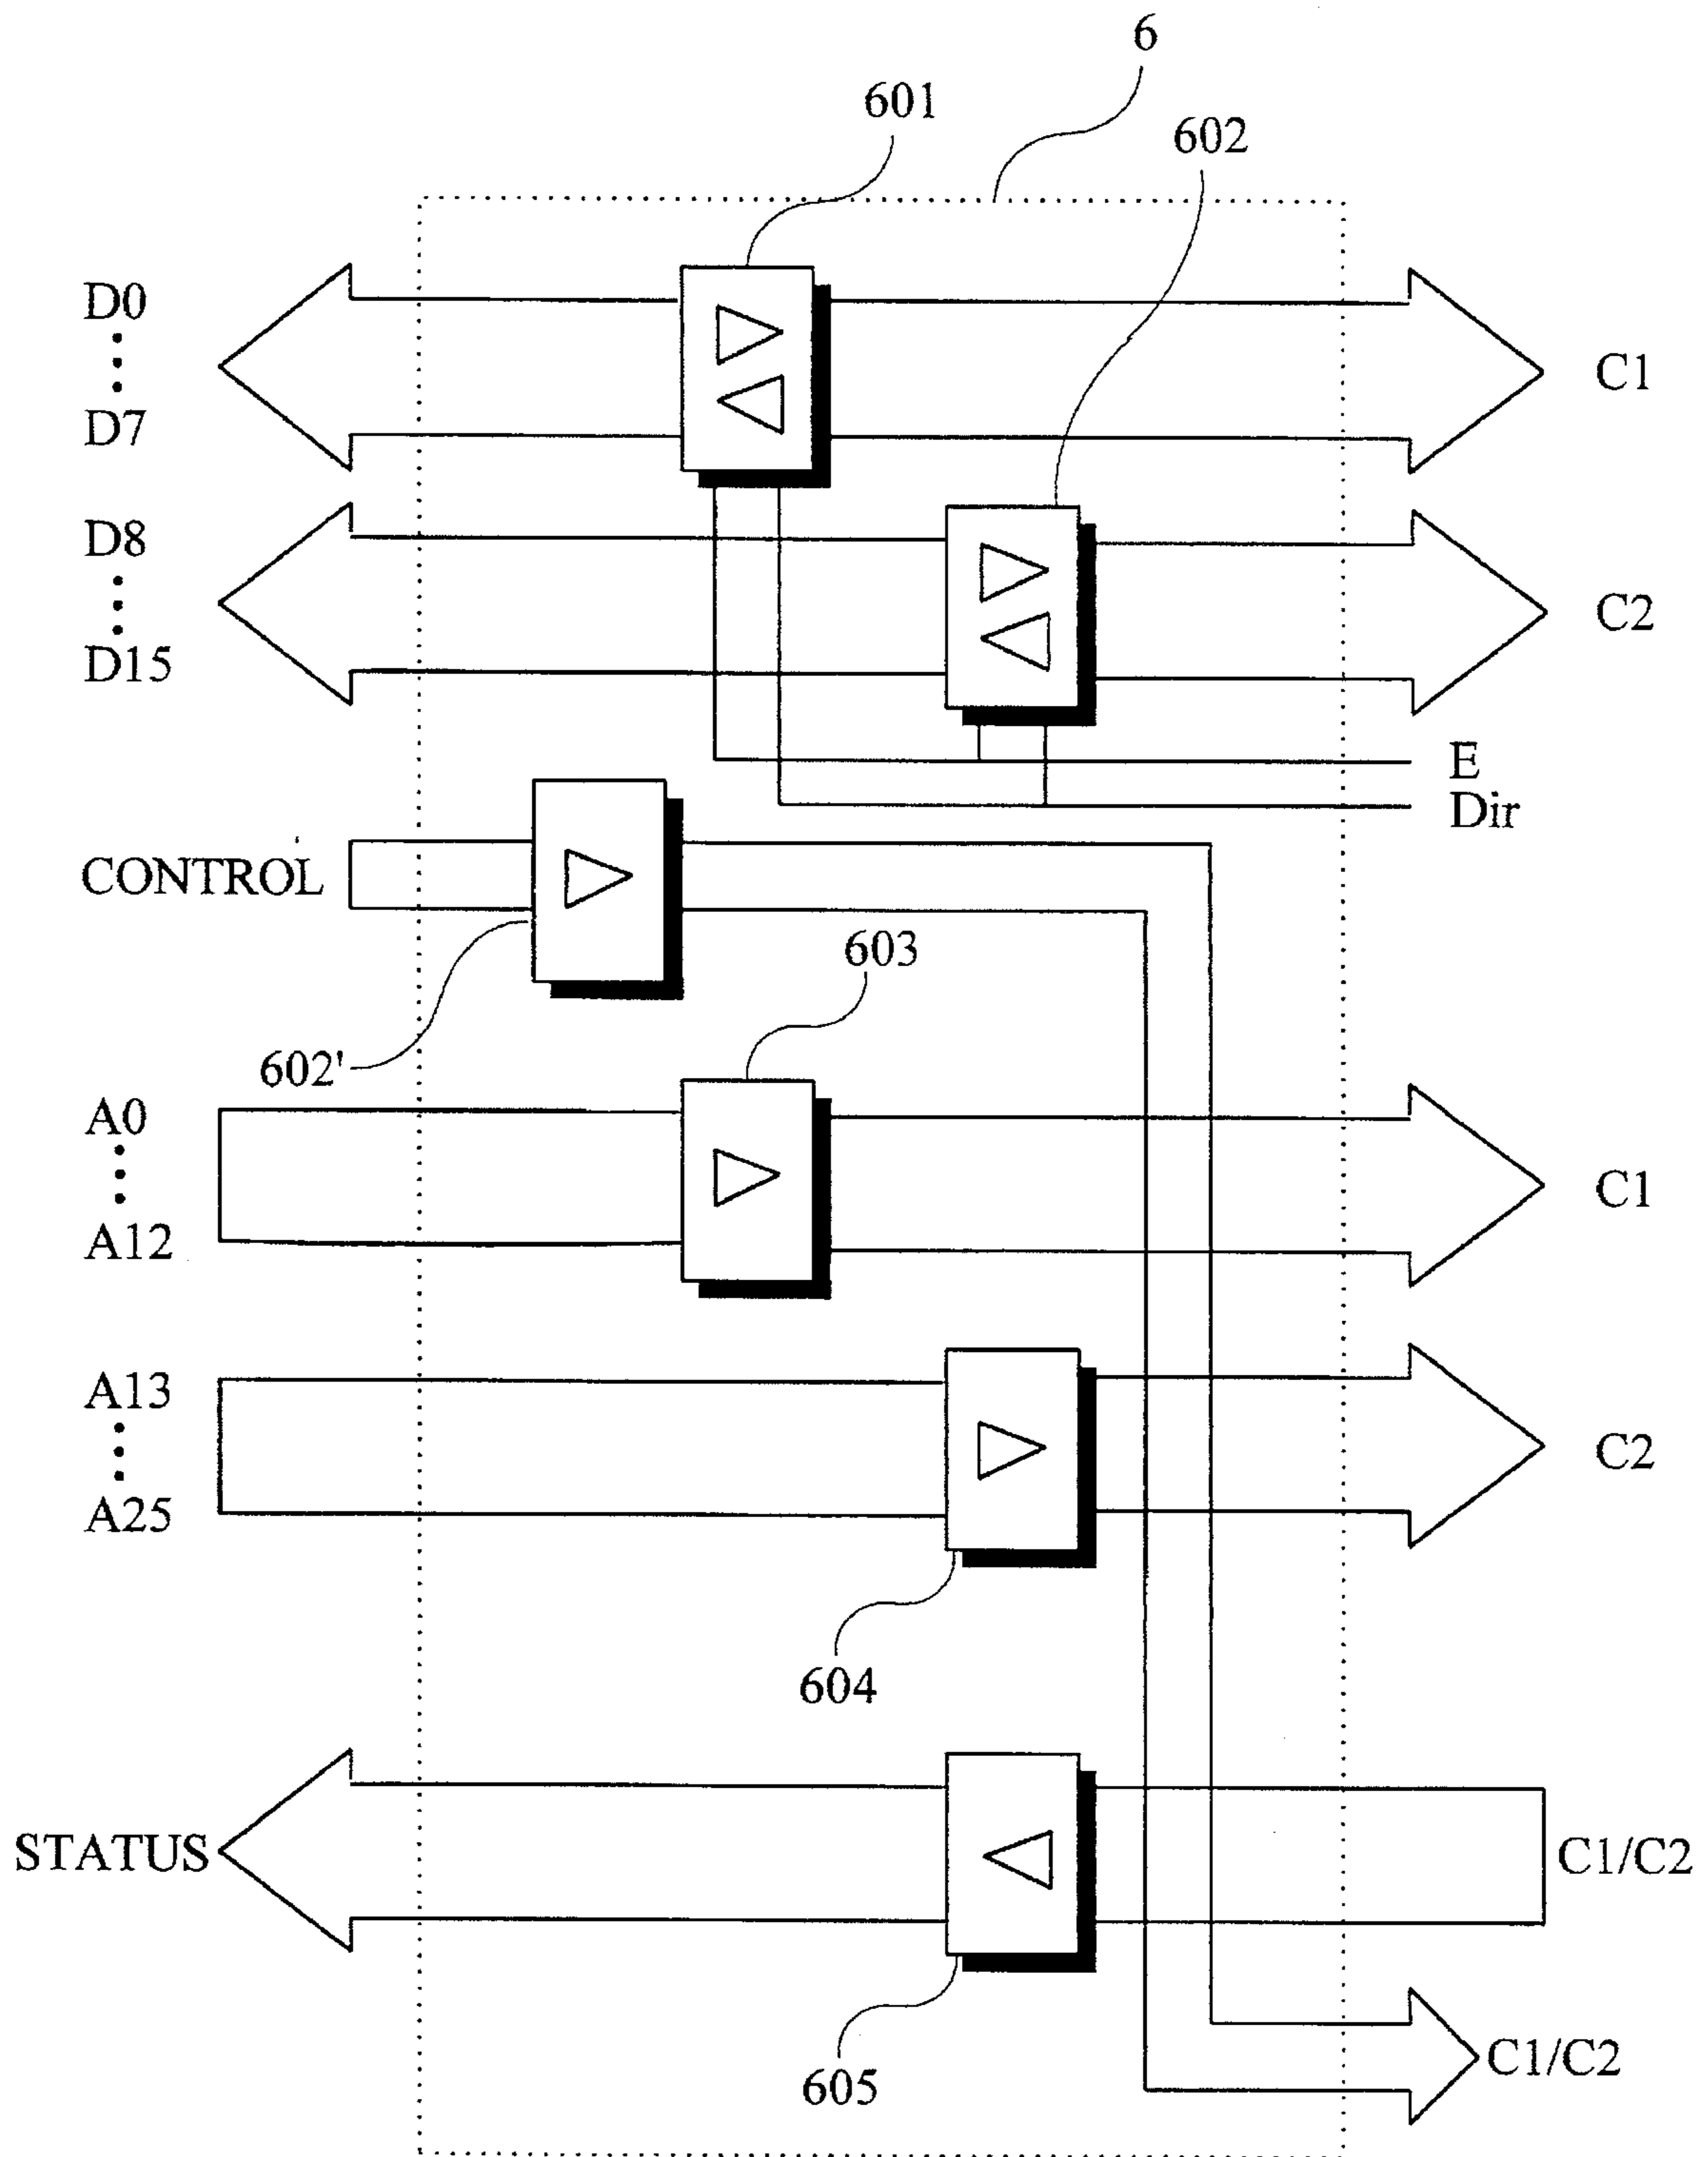 6
601
602
D0
D7
C1
D8
D15
C2
E
Dir
CONTROL
603
602'
A0
A12
C1
A13
A25
C2
604
STATUS
C1/C2
C1/C2
605